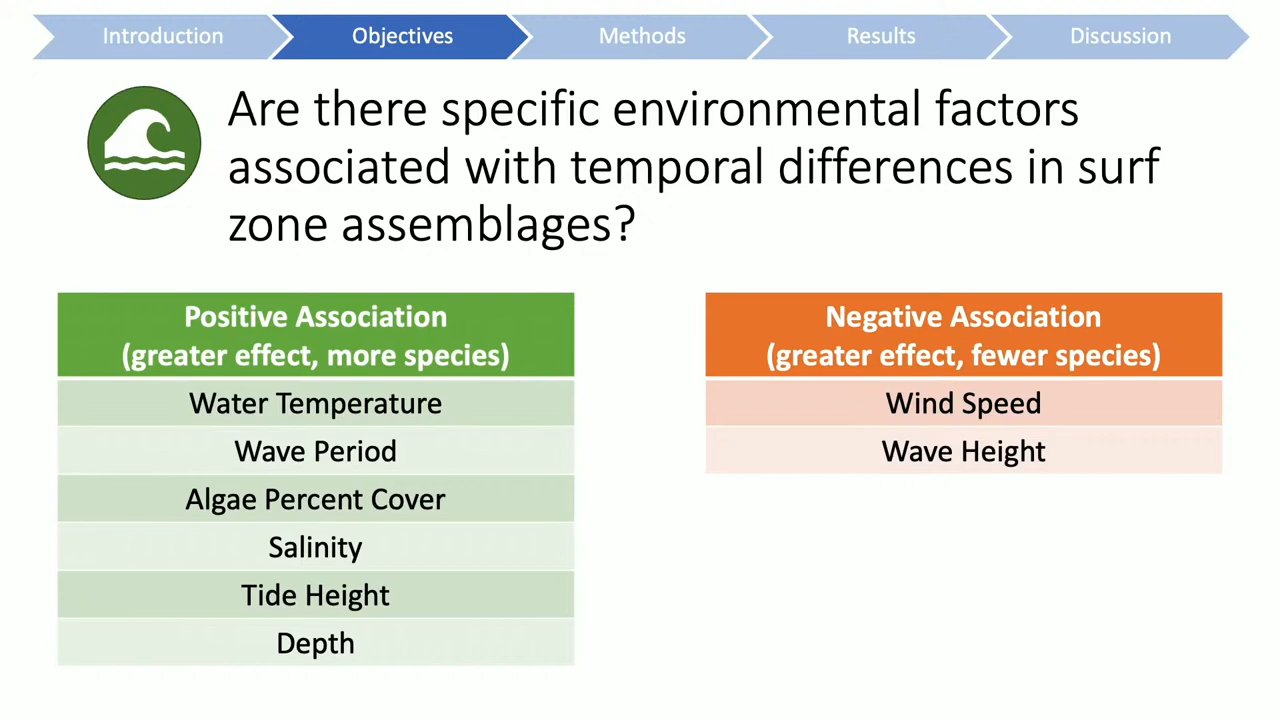 Introduction
Objectives
Methods
Results
Discussion
Are there specific environmental factors
associated with temporal differences in surf
zone assemblages?
Positive Association
(greater effect, more species)
Water Temperature
Wave Period
Algae Percent Cover
Salinity
Tide Height
Depth
Negative Association
(greater effect, fewer species)
Wind Speed
Wave Height